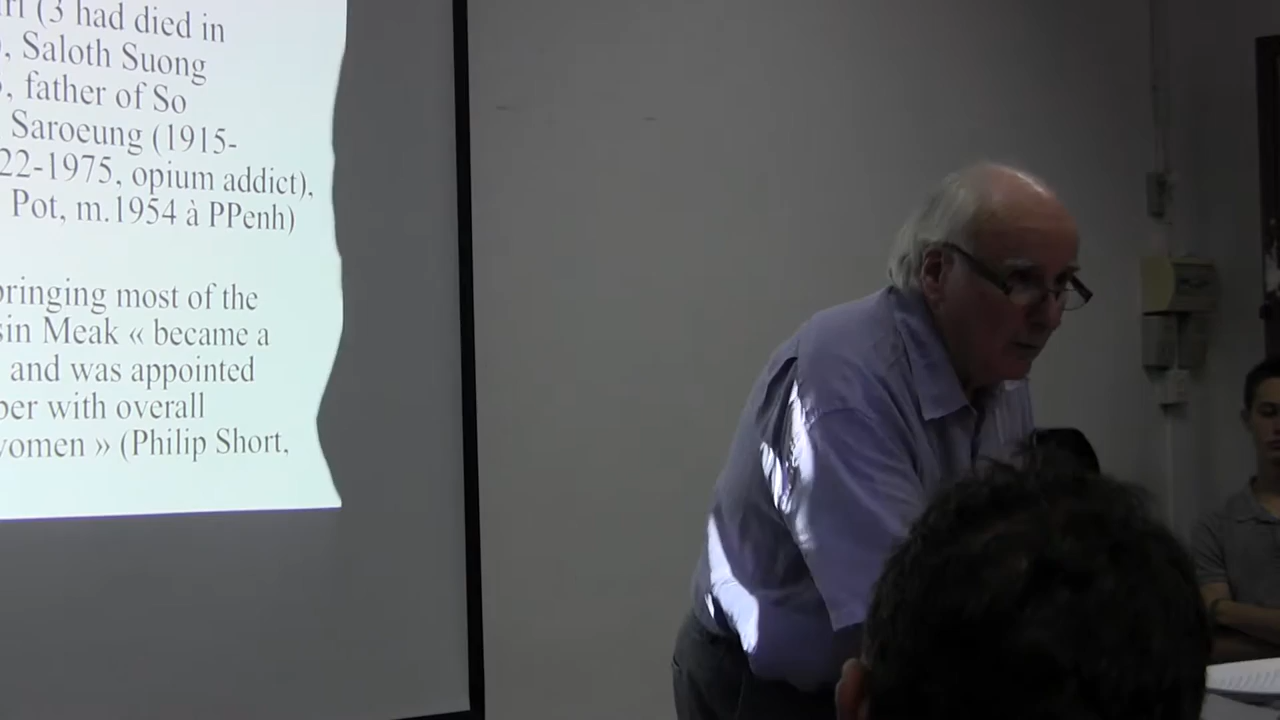 (3 had died in
, Saloth Suong
, father of So
Saroeung (1915-
22-1975, opium addict),
Pot, m.1954 à PPenh)
bringing most of the
sin Meak « became a
and was appointed
ber with overall
women » (Philip Short,